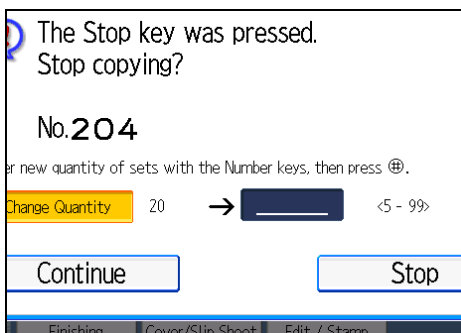 The Stop key was pressed.
Stop copying?
No.204
er new quantity of sets with the Number keys, then press ⊕.
Change Quantity 20 → <5 - 99>
Continue Stop
Finishing Cover/Slip Sheet Edit / Stamp